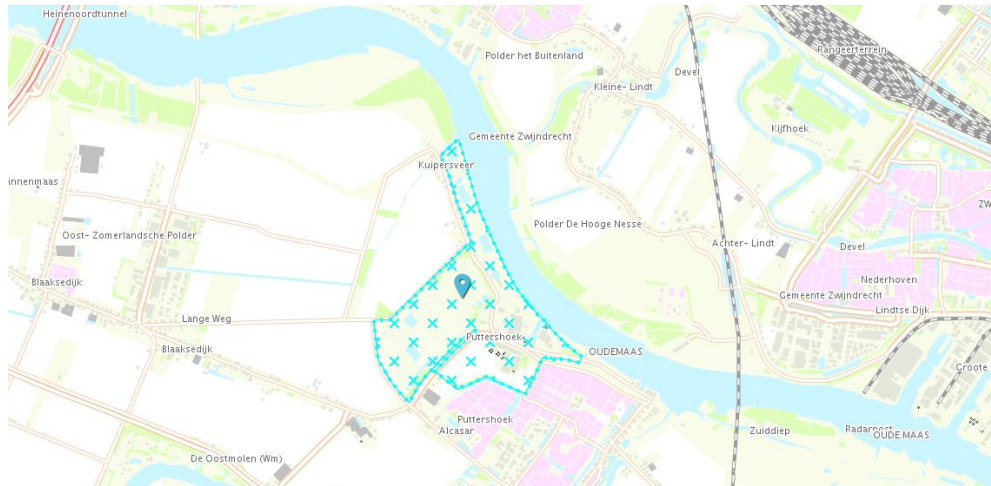 Heinenoordtunnel
Polder het Buitenland
Rangeerterrein
Devel
Kleine- Lindt
Kijfhoek
Gemeente Zwijndrecht
Kuipersveer
innenmaas
ZW
Polder De Hooge Nesse
Oost- Zomerlandsche Polder
Achter- Lindt
Devel
Blaaksedijk
Nederhoven
Gemeente Zwijndrecht
Lindtse Dijk
Lange Weg
Puttershoek
Blaaksedijk
OUDEMAAS
Groote
Puttershoek
Alcasar
Zuiddiep
Radarpost
OUDE MAAS
De Oostmolen (Wm)